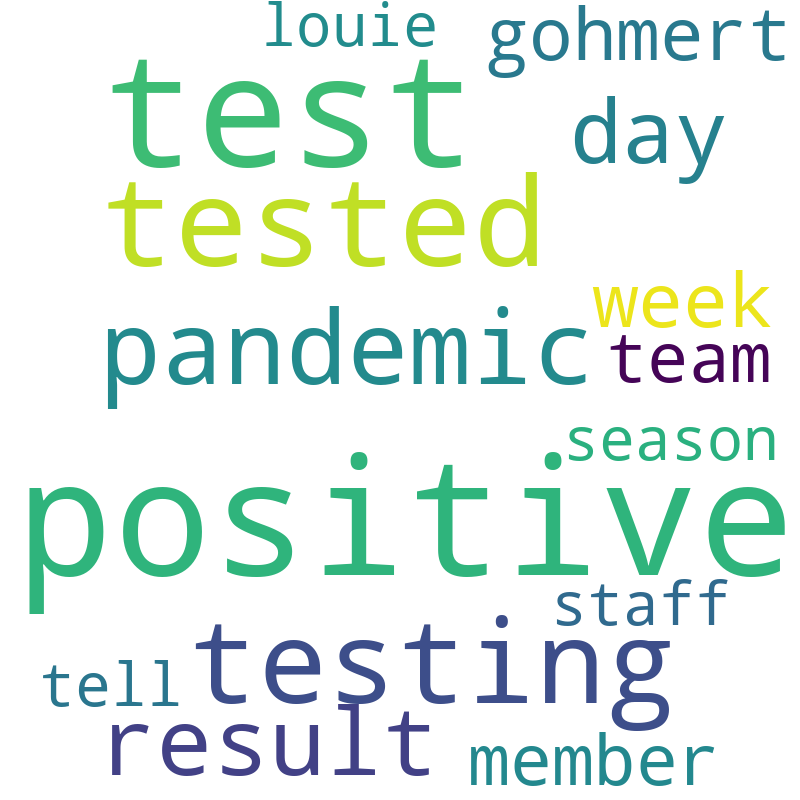 louie gohmert
test day
tested
week
pandemic team
season
positive
staff
testing
tell
result member